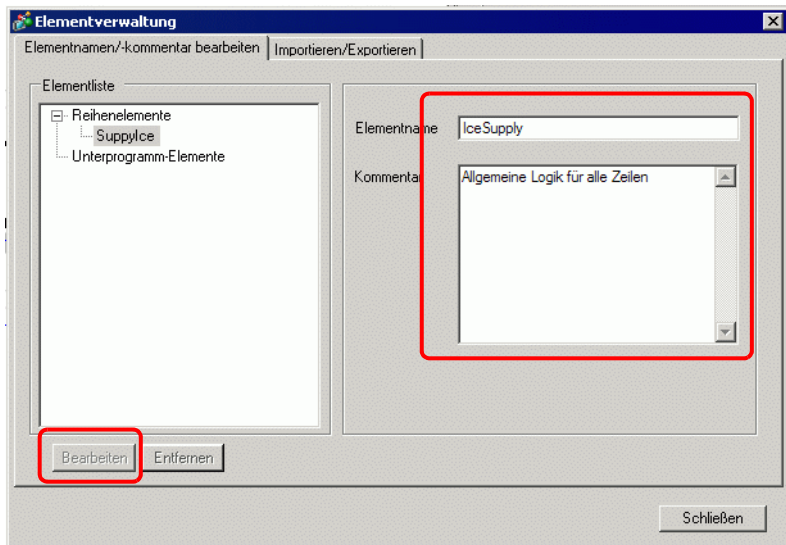 Elementverwaltung
Elementnamen/-kommentar bearbeiten
Importieren/Exportieren
Elementliste
Reihenelemente
SuppyIce
Unterprogramm-Elemente
Elementname
IceSupply
Kommentar
Allgemeine Logik für alle Zeilen
Bearbeiten
Entfernen
Schließen